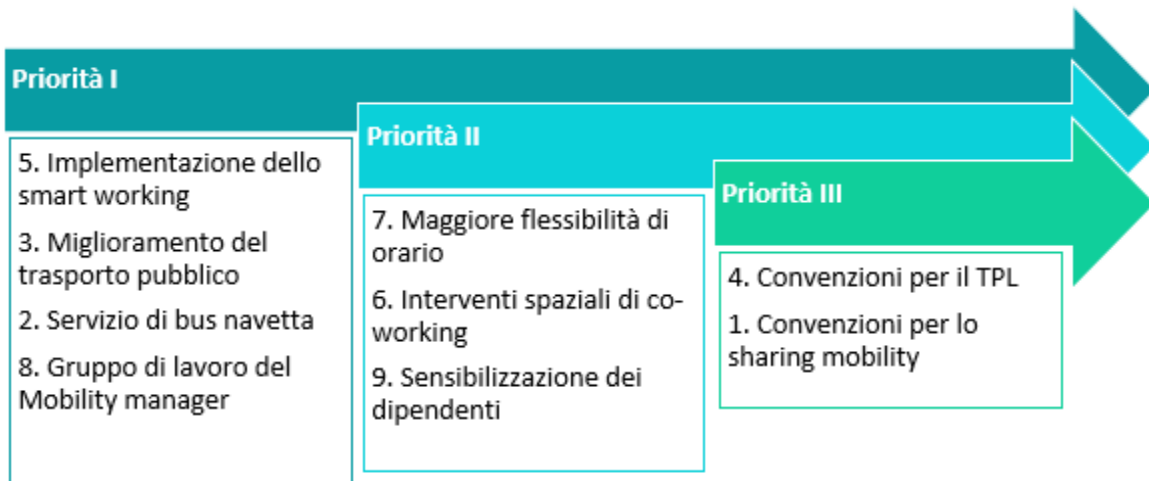 Priorità I
5. Implementazione dello
smart working
3. Miglioramento del
trasporto pubblico
2. Servizio di bus navetta
8. Gruppo di lavoro del
Mobility manager
Priorità II
7. Maggiore flessibilità di
orario
6. Interventi spaziali di co-
working
9. Sensibilizzazione dei
dipendenti
Priorità III
4. Convenzioni per il TPL
1. Convenzioni per lo
sharing mobility